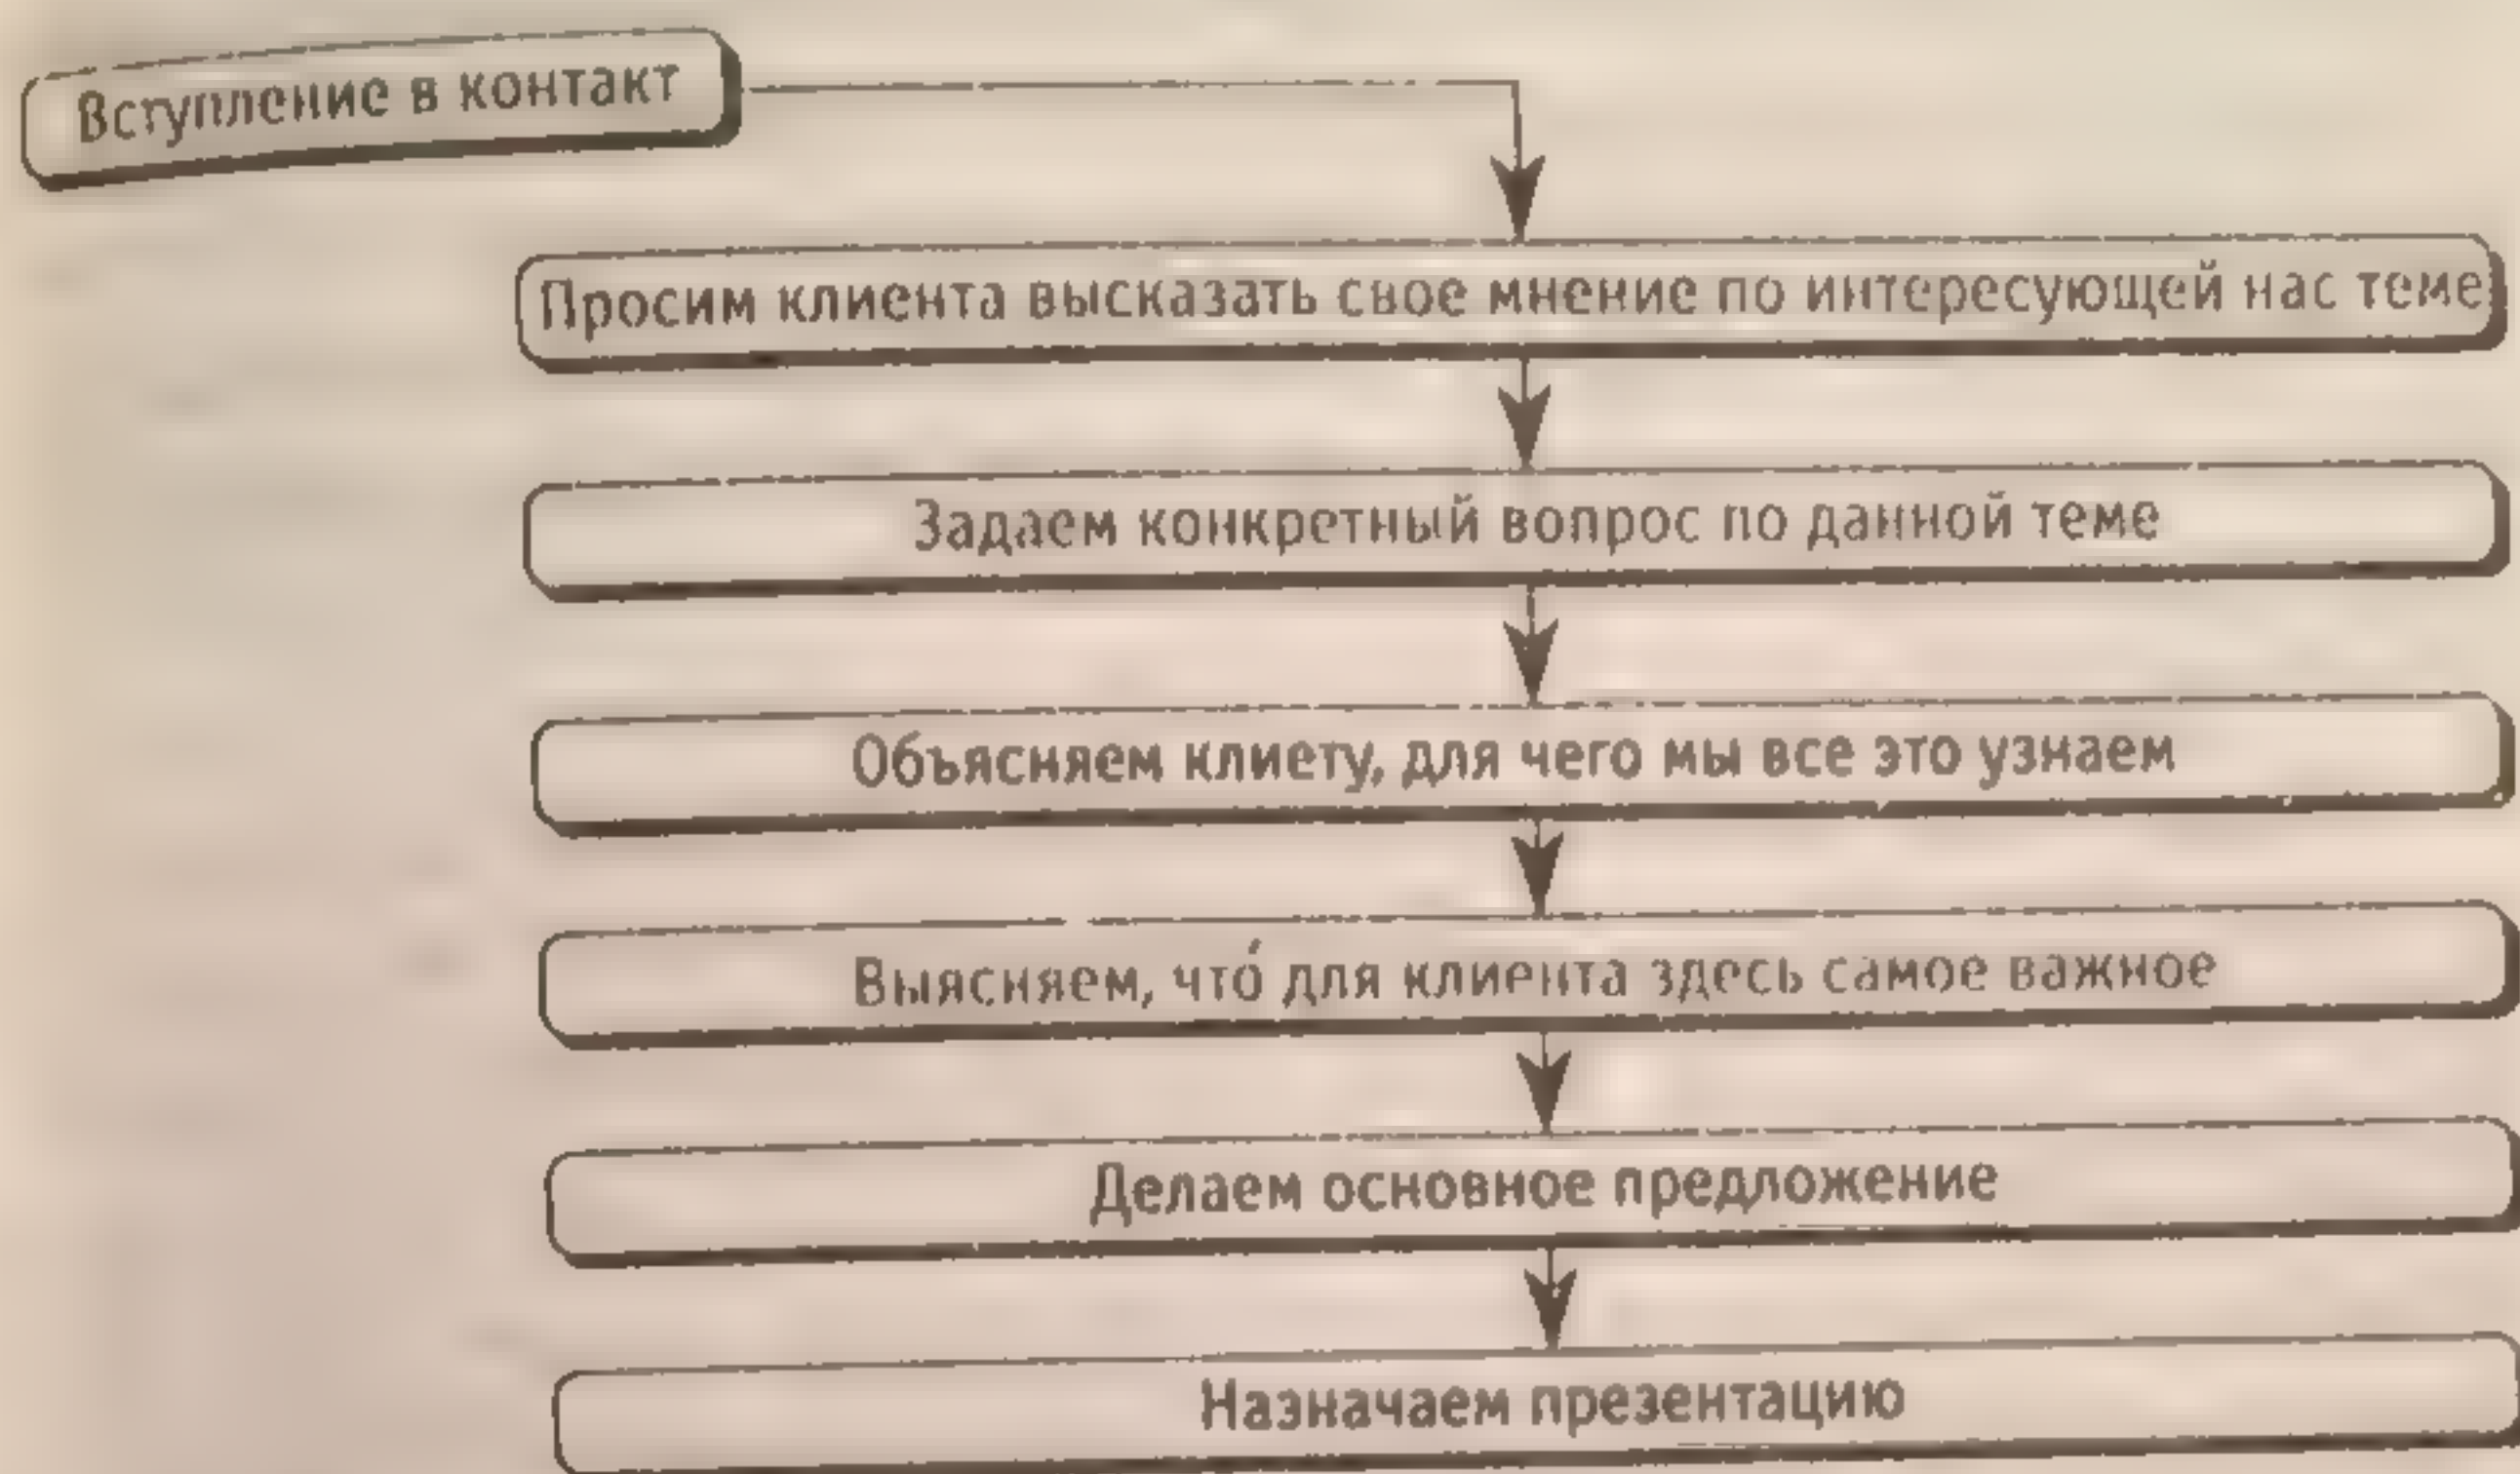 Вступление в контакт
Просим клиента высказать свое мнение по интересующей нас теме
Задаем конкретный вопрос по данной теме
Объясняем клиету, для чего мы все это узнаем
Выясняем, что́ для клиента здесь самое важное
Делаем основное предложение
Назначаем презентацию